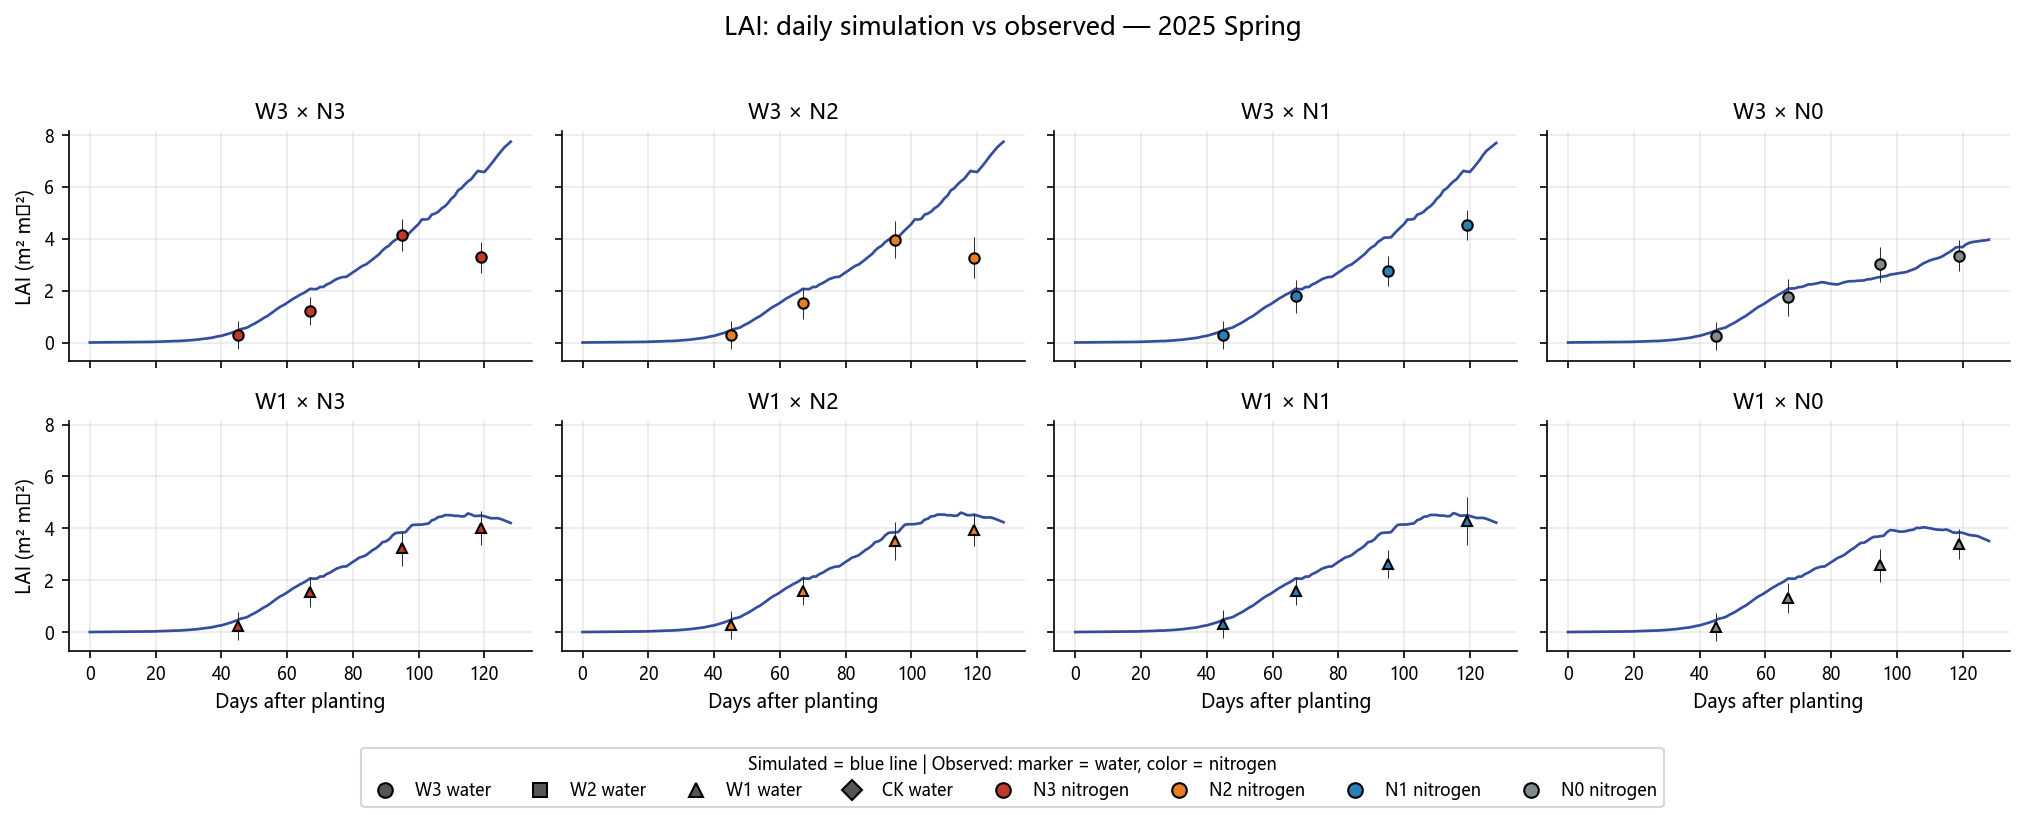 LAI: daily simulation vs observed — 2025 Spring
W3 × N3
W3 × N2
W3 × N1
W3 × N0
LAI (m² m□²)
8
6
4
2
0
W1 × N3
W1 × N2
W1 × N1
W1 × N0
LAI (m² m□²)
8
6
4
2
0
0 20 40 60 80 100 120
0 20 40 60 80 100 120
0 20 40 60 80 100 120
0 20 40 60 80 100 120
Days after planting
Days after planting
Days after planting
Days after planting
Simulated = blue line | Observed: marker = water, color = nitrogen
W3 water W2 water W1 water CK water N3 nitrogen N2 nitrogen N1 nitrogen N0 nitrogen